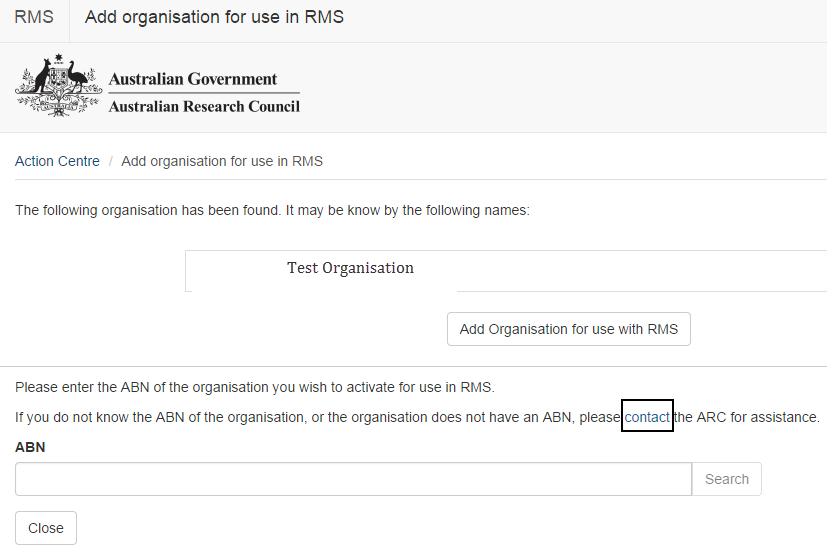 RMS Add organisation for use in RMS
Australian Government
Australian Research Council
Action Centre / Add organisation for use in RMS
The following organisation has been found. It may be know by the following names:
Test Organisation
Add Organisation for use with RMS
Please enter the ABN of the organisation you wish to activate for use in RMS.
If you do not know the ABN of the organisation, or the organisation does not have an ABN, please contact the ARC for assistance.
ABN
Search
Close